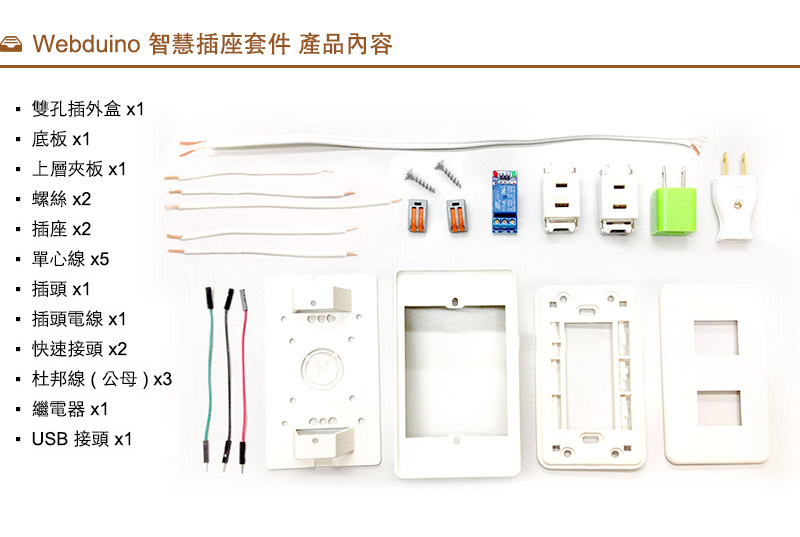 Webduino 智慧插座套件 產品內容
▪ 雙孔插外盒 x1
▪ 底板 x1
▪ 上層夾板 x1
▪ 螺絲 x2
▪ 插座 x2
▪ 單心線 x5
▪ 插頭 x1
▪ 插頭電線 x1
▪ 快速接頭 x2
▪ 杜邦線 ( 公母 ) x3
▪ 繼電器 x1
▪ USB 接頭 x1